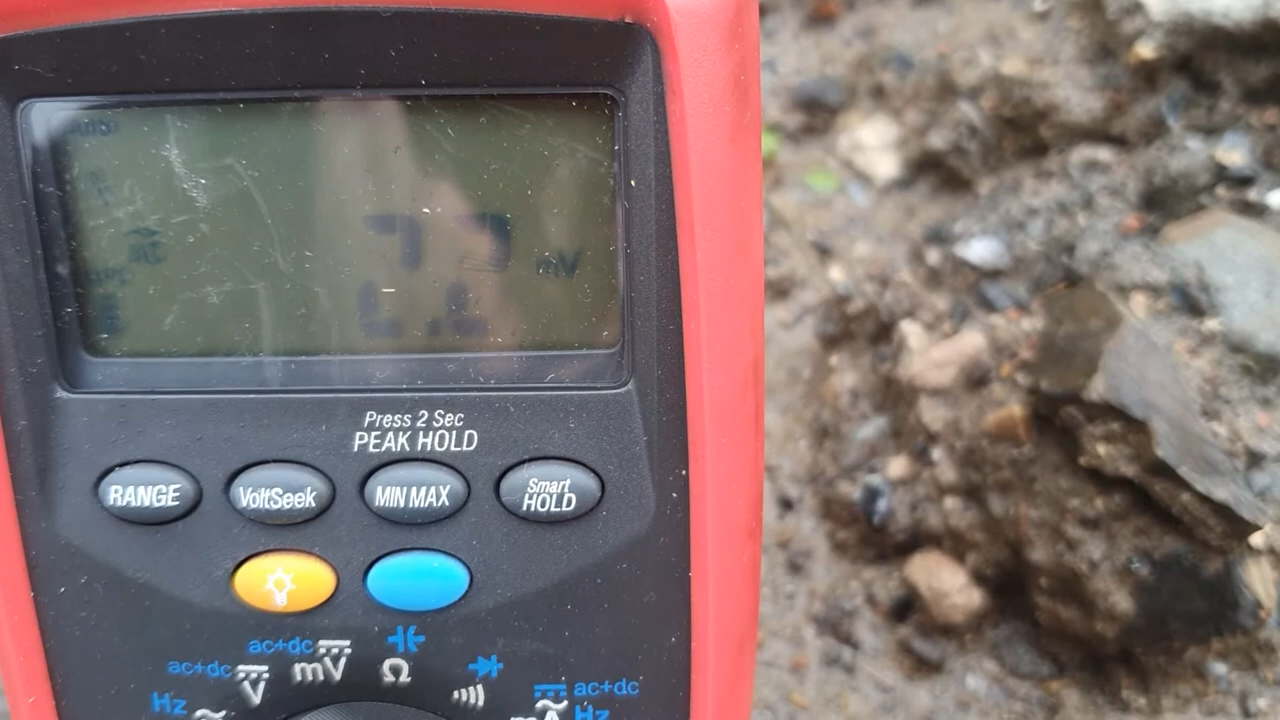 mV
Press 2 Sec
PEAK HOLD
RANGE
VoltSeek
MIN MAX
Smart
HOLD
ac+dc
mV
Ω
ac+dc
V
ac+dc
Hz
Hz